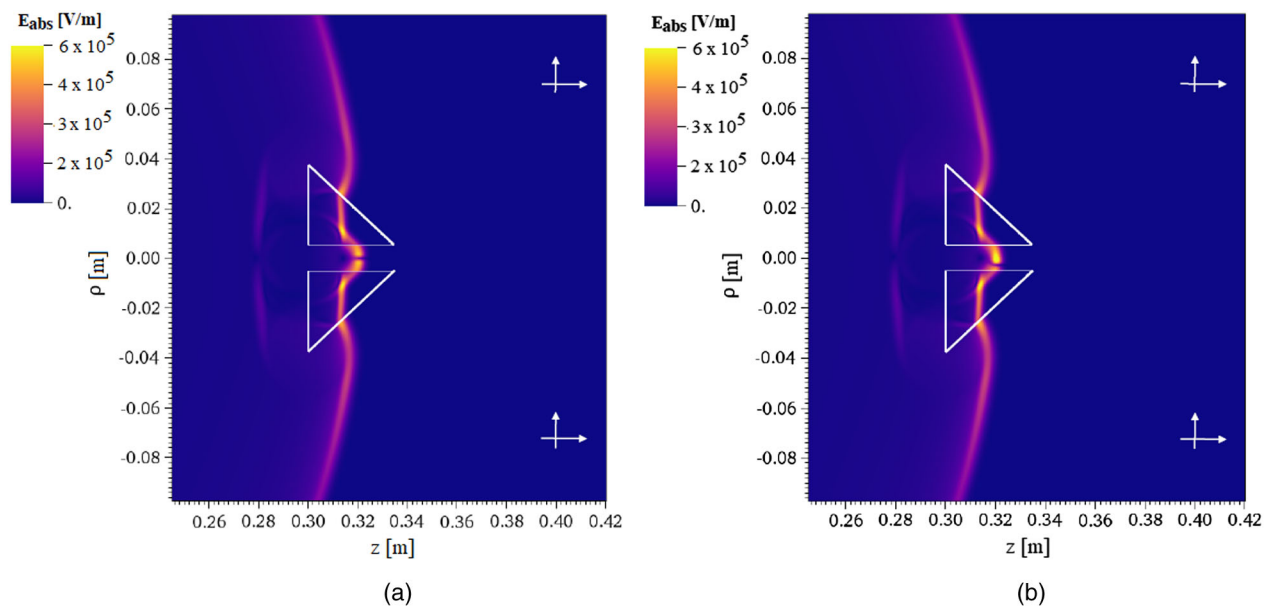 E_abs [V/m]
6 x 10^5
4 x 10^5
3 x 10^5
2 x 10^5
0.
0.08
0.06
0.04
0.02
0.00
-0.02
-0.04
-0.06
-0.08
ρ [m]
0.26 0.28 0.30 0.32 0.34 0.36 0.38 0.40 0.42
z [m]
(a)
E_abs [V/m]
6 x 10^5
4 x 10^5
3 x 10^5
2 x 10^5
0.
0.08
0.06
0.04
0.02
0.00
-0.02
-0.04
-0.06
-0.08
ρ [m]
0.26 0.28 0.30 0.32 0.34 0.36 0.38 0.40 0.42
z [m]
(b)